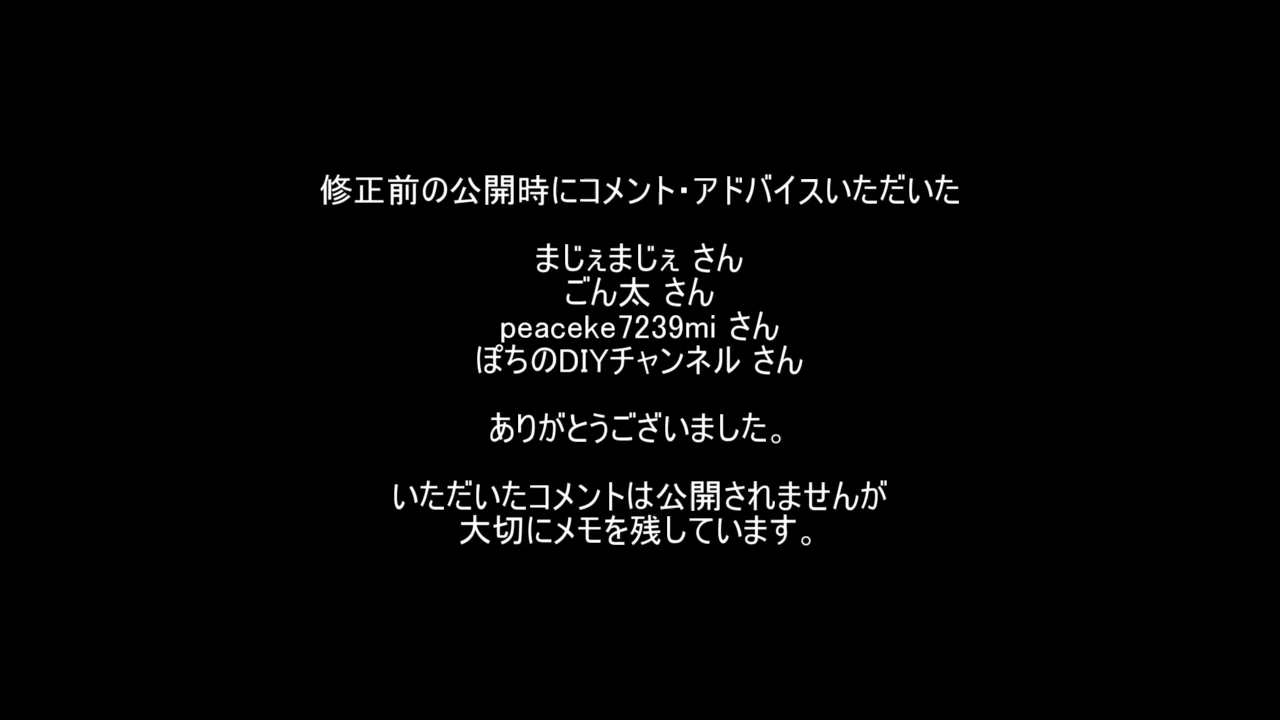 修正前の公開時にコメント・アドバイスいただいた
まじぇまじぇ さん
ごん太 さん
peaceke7239mi さん
ぽちのDIYチャンネル さん
ありがとうございました。
いただいたコメントは公開されませんが
大切にメモを残しています。